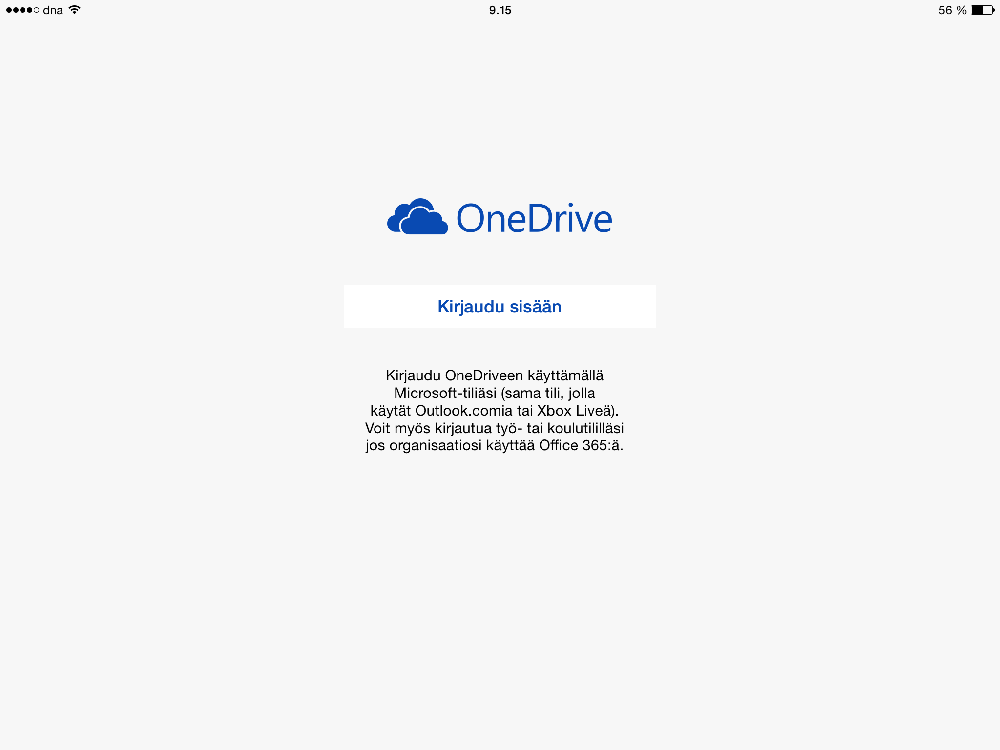 dna
9.15
56 %
OneDrive
Kirjaudu sisään
Kirjaudu OneDriveen käyttämällä
Microsoft-tiliäsi (sama tili, jolla
käytät Outlook.comia tai Xbox Liveä).
Voit myös kirjautua työ- tai koulutililläsi
jos organisaatiosi käyttää Office 365:ä.